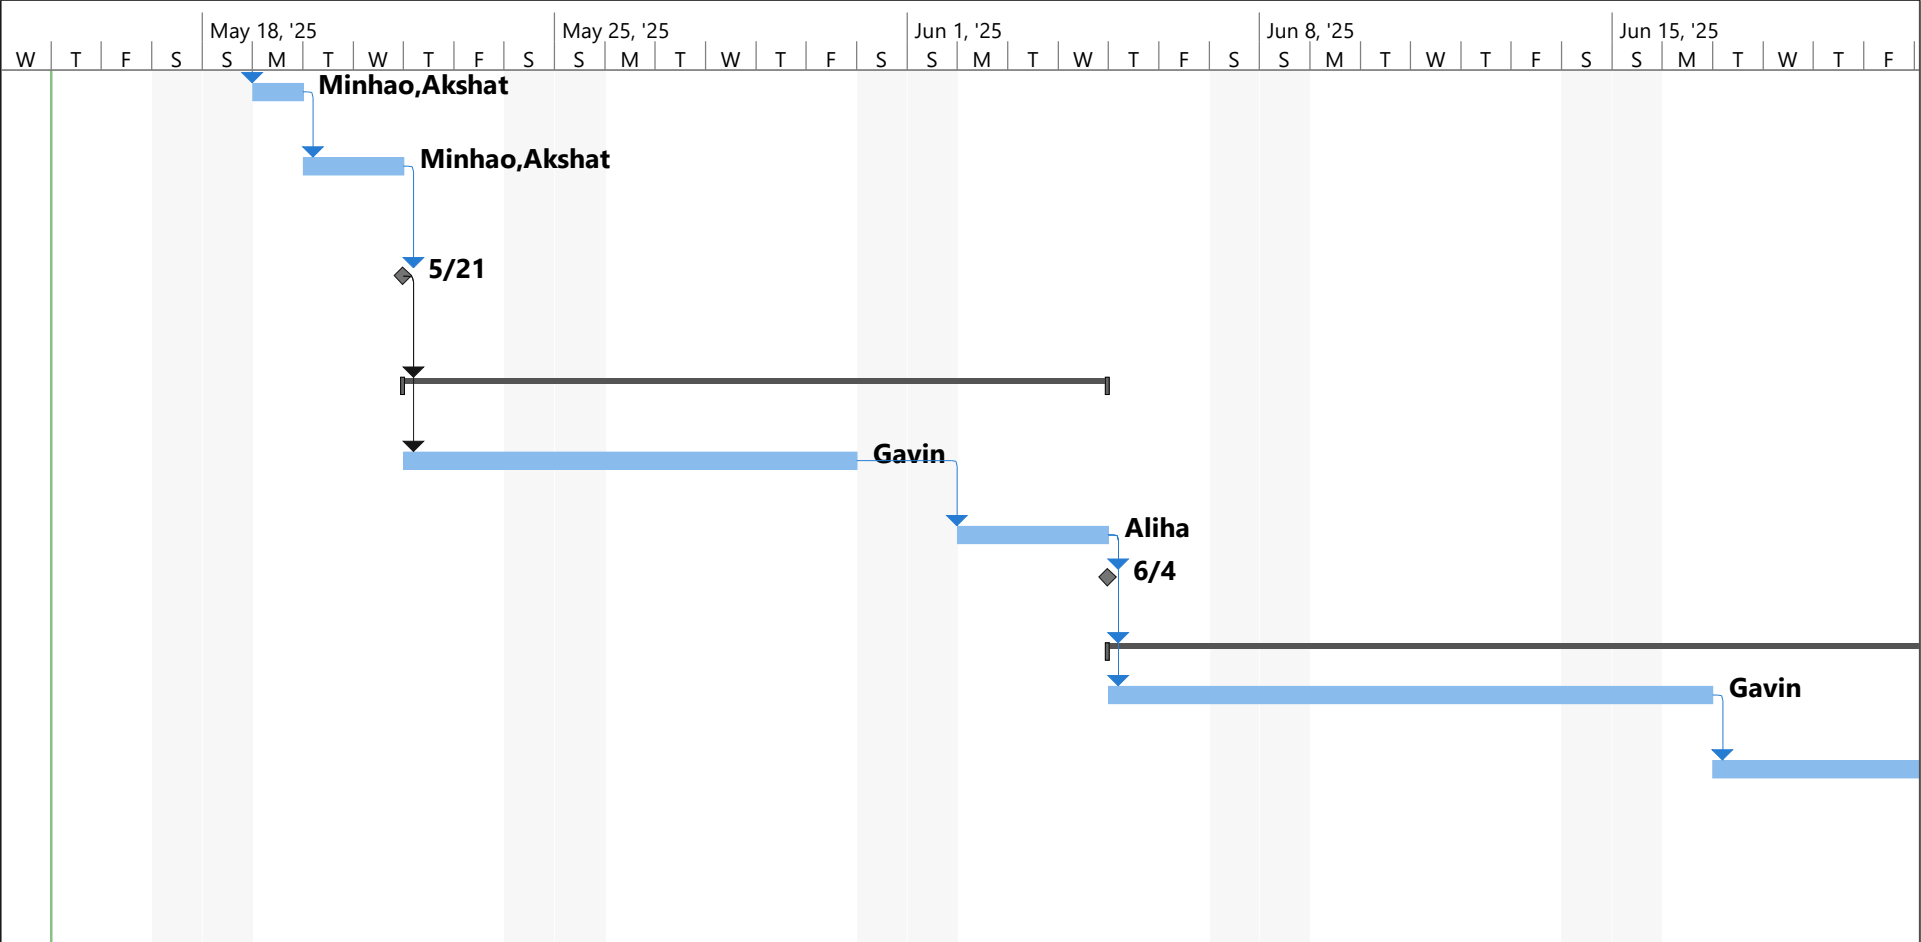 May 18, '25 May 25, '25 Jun 1, '25 Jun 8, '25 Jun 15, '25
W T F S S M T W T F S S M T W T F S S M T W T F S S M T W T F S S M T W T F
Minhao,Akshat
Minhao,Akshat
5/21
Gavin
Aliha
6/4
Gavin